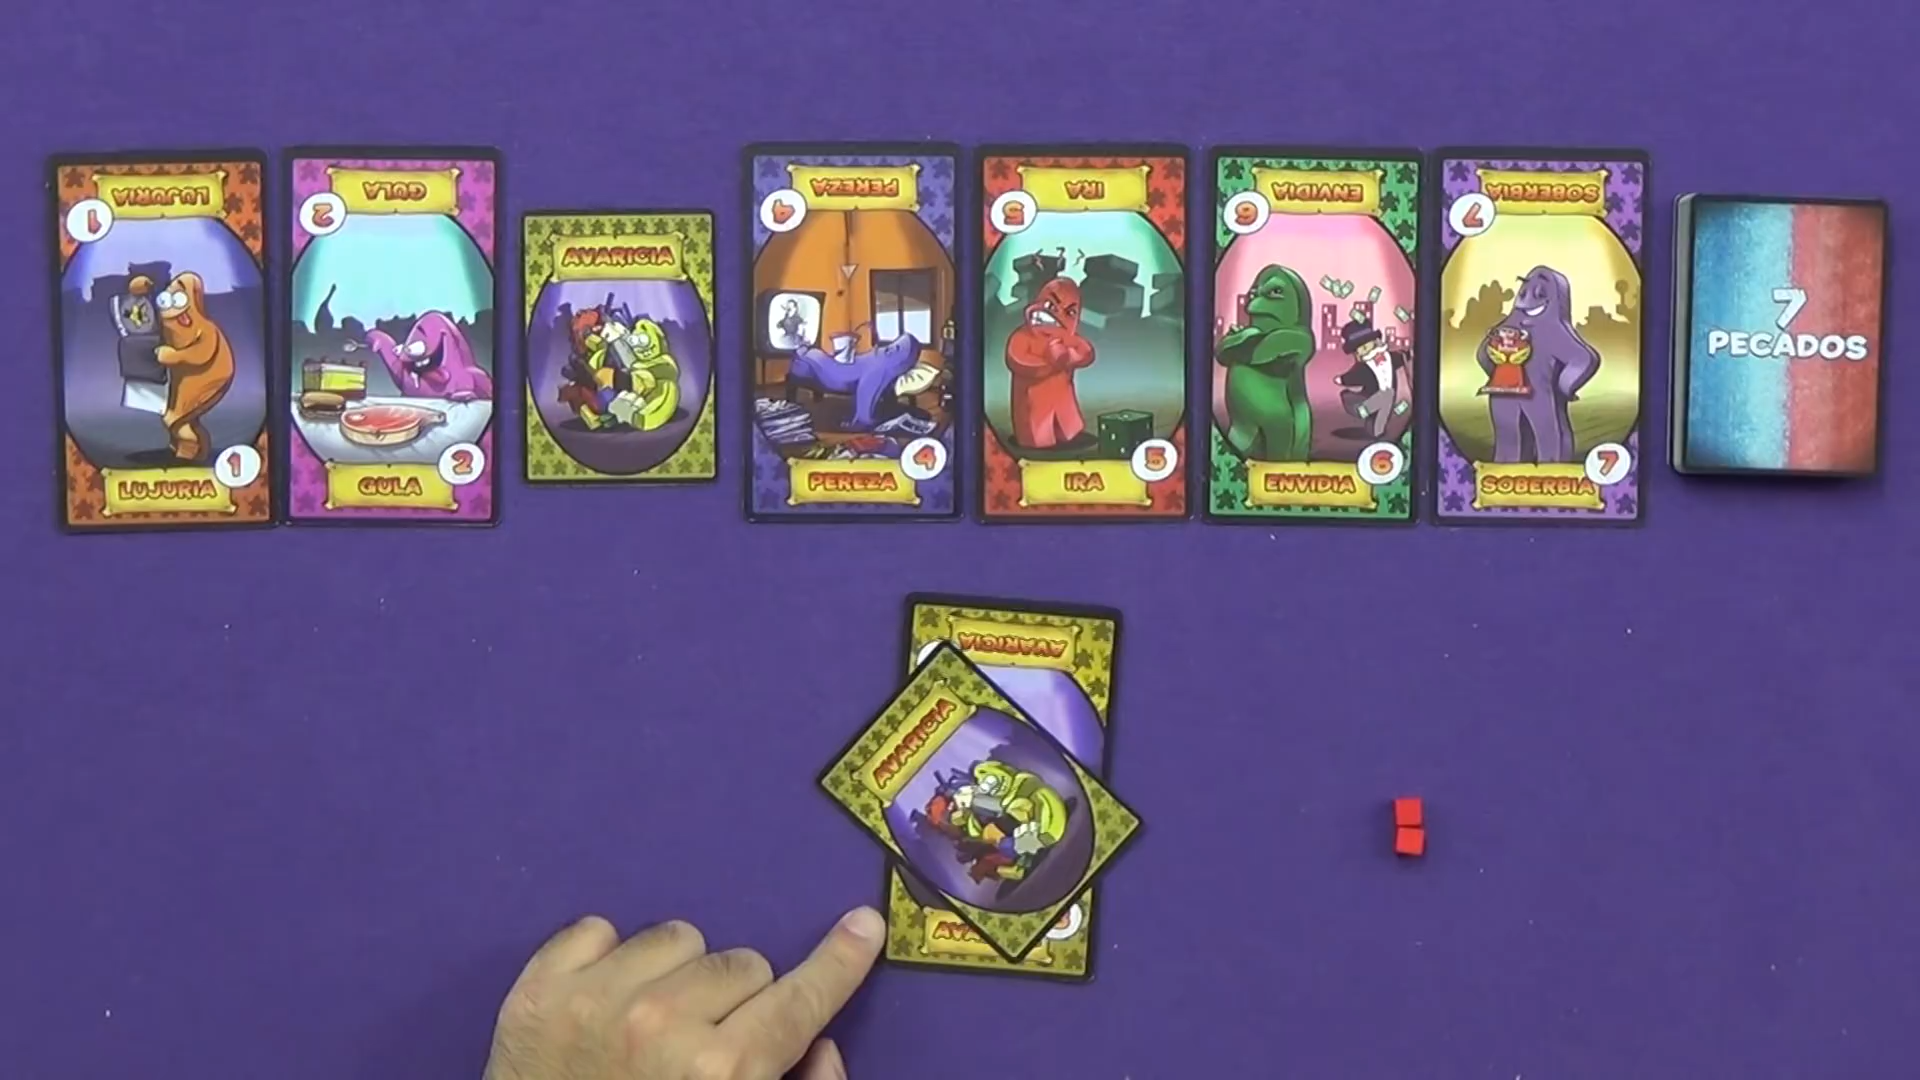 LUJURIA
1
1
LUJURIA
GULA
2
2
GULA
AVARICIA
PEREZA
4
4
PEREZA
IRA
5
5
IRA
ENVIDIA
6
6
ENVIDIA
SOBERBIA
7
7
SOBERBIA
7
PECADOS
AVARICIA
AVARICIA